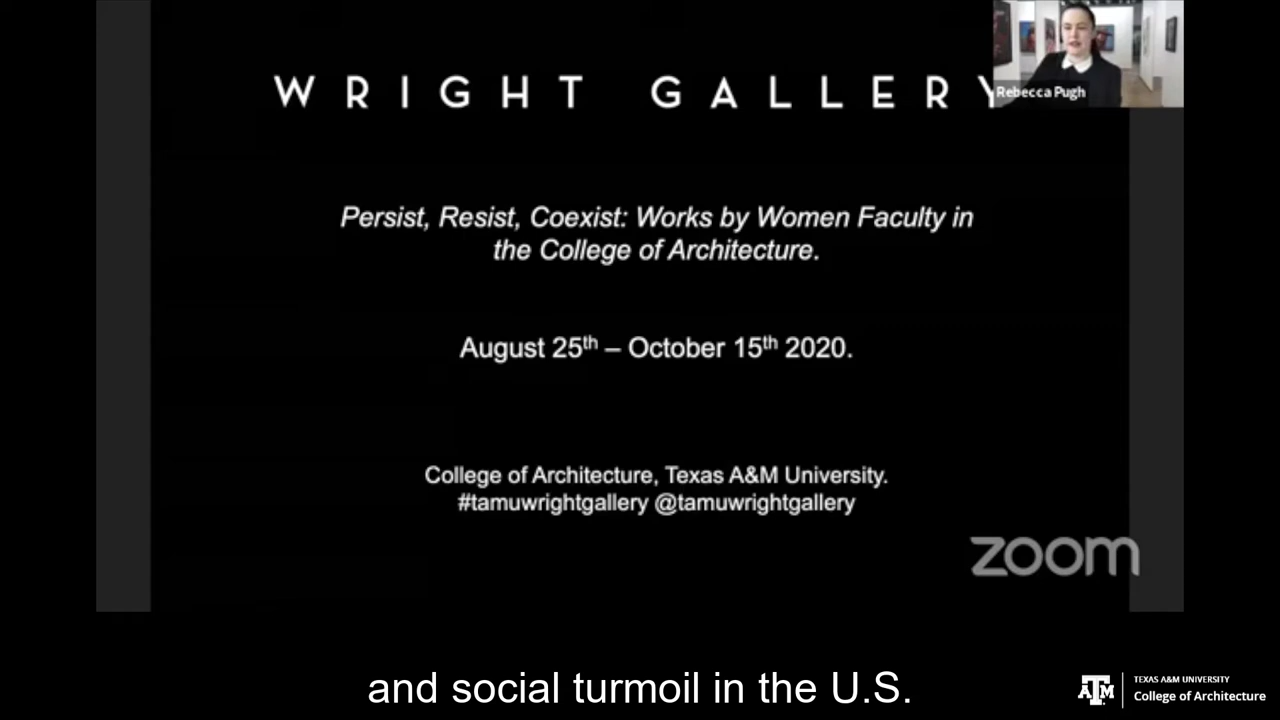 WRIGHT GALLERY
Rebecca Pugh
Persist, Resist, Coexist: Works by Women Faculty in
the College of Architecture.
August 25th – October 15th 2020.
College of Architecture, Texas A&M University.
#tamuwrightgallery @tamuwrightgallery
zoom
and social turmoil in the U.S.
ATM
TEXAS A&M UNIVERSITY
College of Architecture